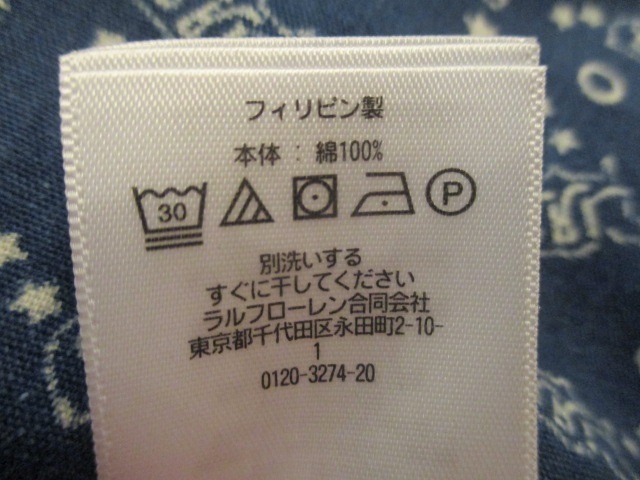 フィリピン製
本体 : 綿100%
30 P
別洗いする
すぐに干してください
ラルフローレン合同会社
東京都千代田区永田町2-10-
1
0120-3274-20